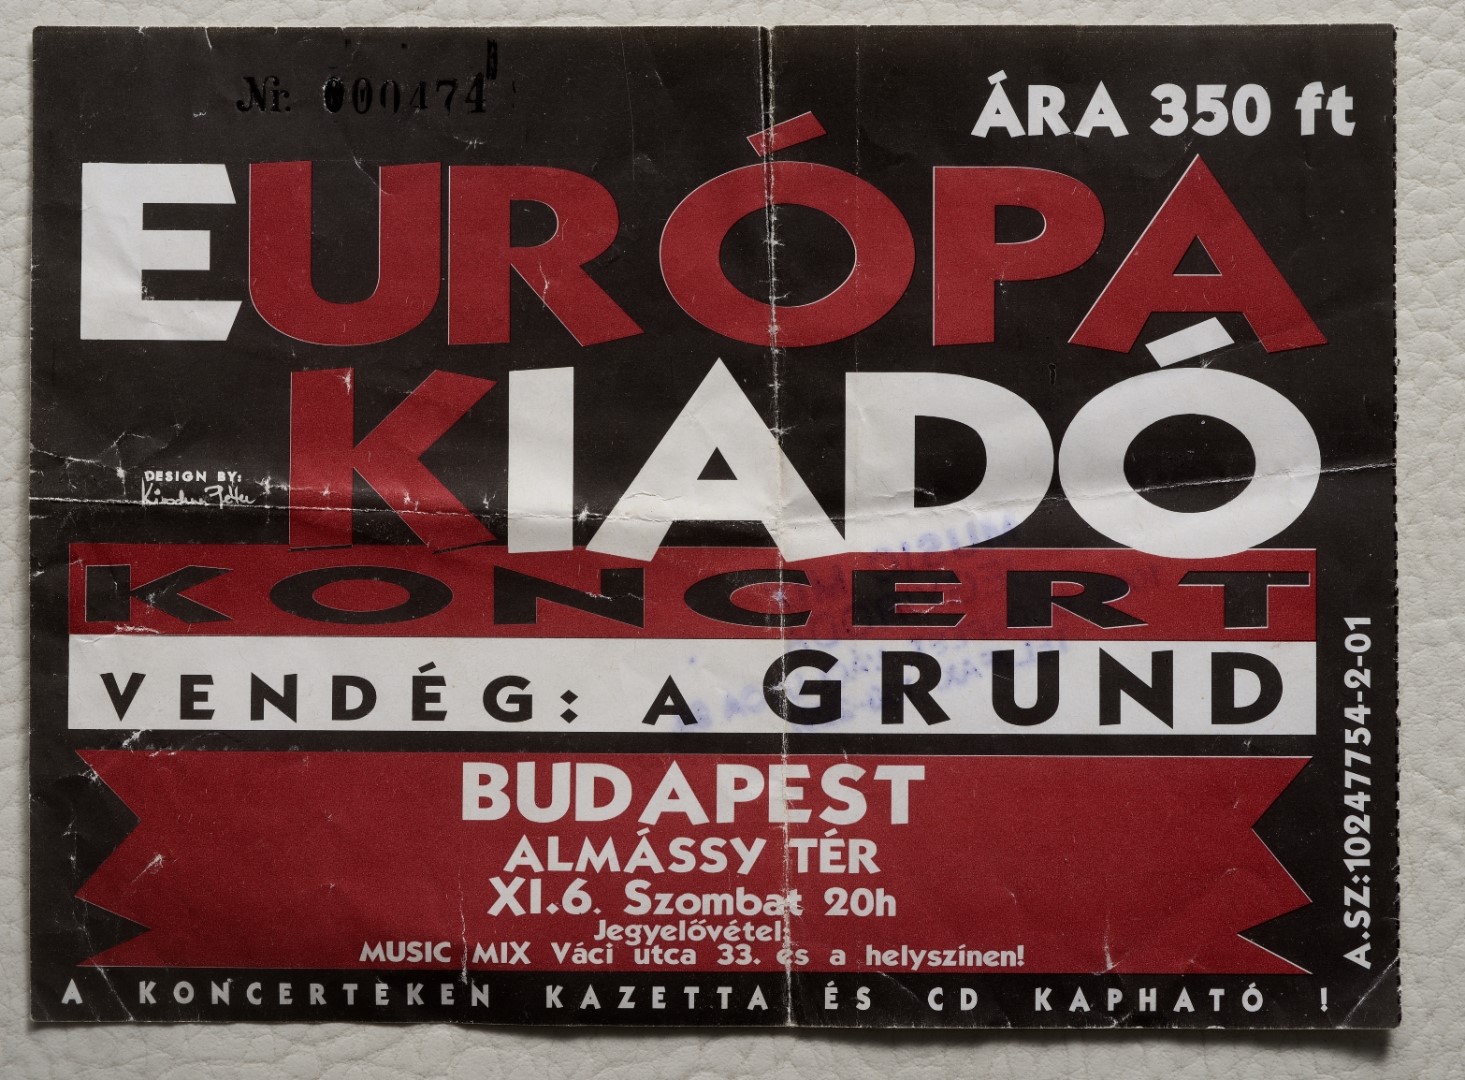 Nr. 000474
ÁRA 350 ft
EURÓPA
KIADÓ
DESIGN BY:
KONCERT
VENDÉG: A GRUND
BUDAPEST
ALMÁSSY TÉR
XI.6. Szombat 20h
Jegyelővétel:
MUSIC MIX Váci utca 33. és a helyszínen!
A KONCERTEKEN KAZETTA ÉS CD KAPHATÓ !
A.SZ:10247754-2-01